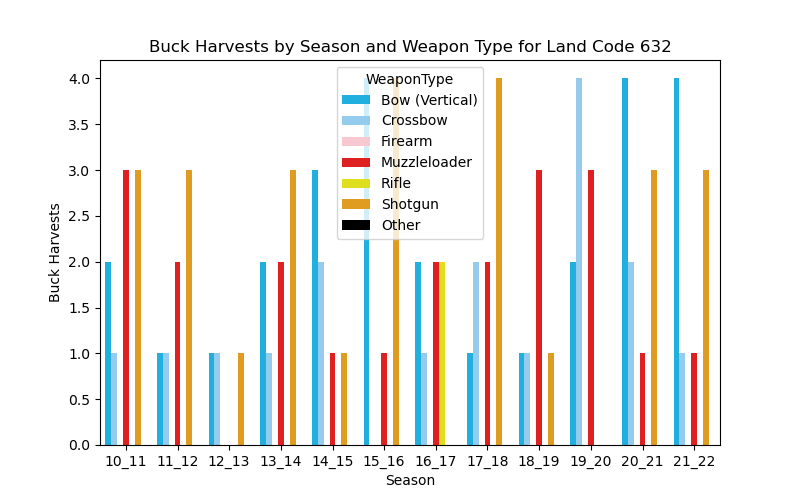 Buck Harvests by Season and Weapon Type for Land Code 632
WeaponType
Bow (Vertical)
Crossbow
Firearm
Muzzleloader
Rifle
Shotgun
Other
Buck Harvests
4.0
3.5
3.0
2.5
2.0
1.5
1.0
0.5
0.0
10_11 11_12 12_13 13_14 14_15 15_16 16_17 17_18 18_19 19_20 20_21 21_22
Season